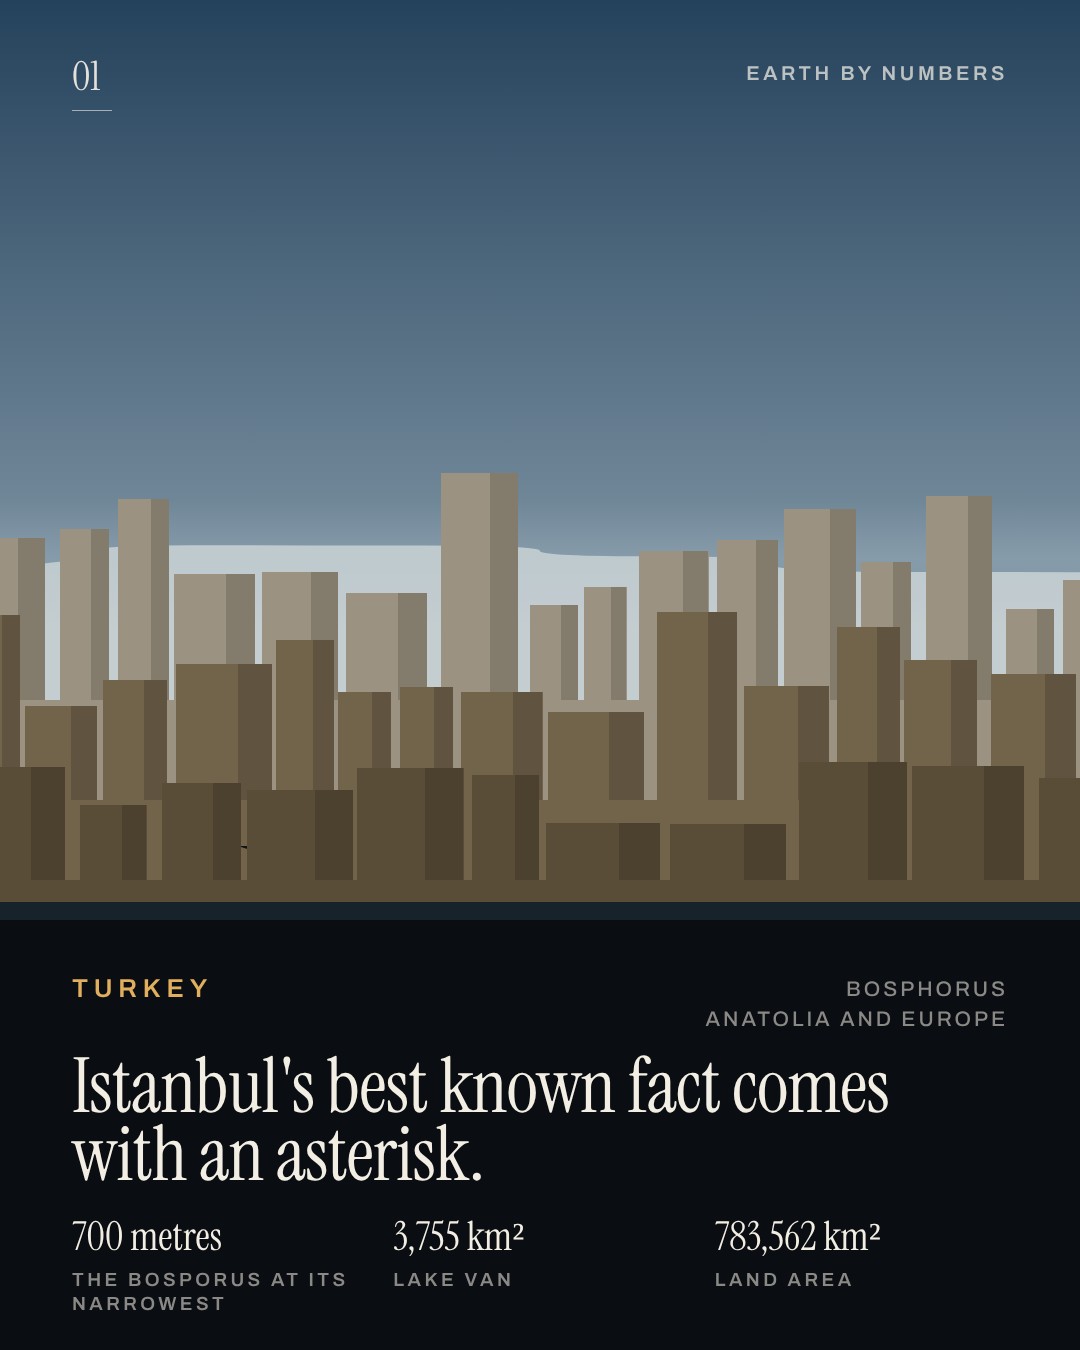 01
EARTH BY NUMBERS
TURKEY
BOSPHORUS
ANATOLIA AND EUROPE
Istanbul's best known fact comes
with an asterisk.
700 metres
THE BOSPORUS AT ITS
NARROWEST
3,755 km²
LAKE VAN
783,562 km²
LAND AREA